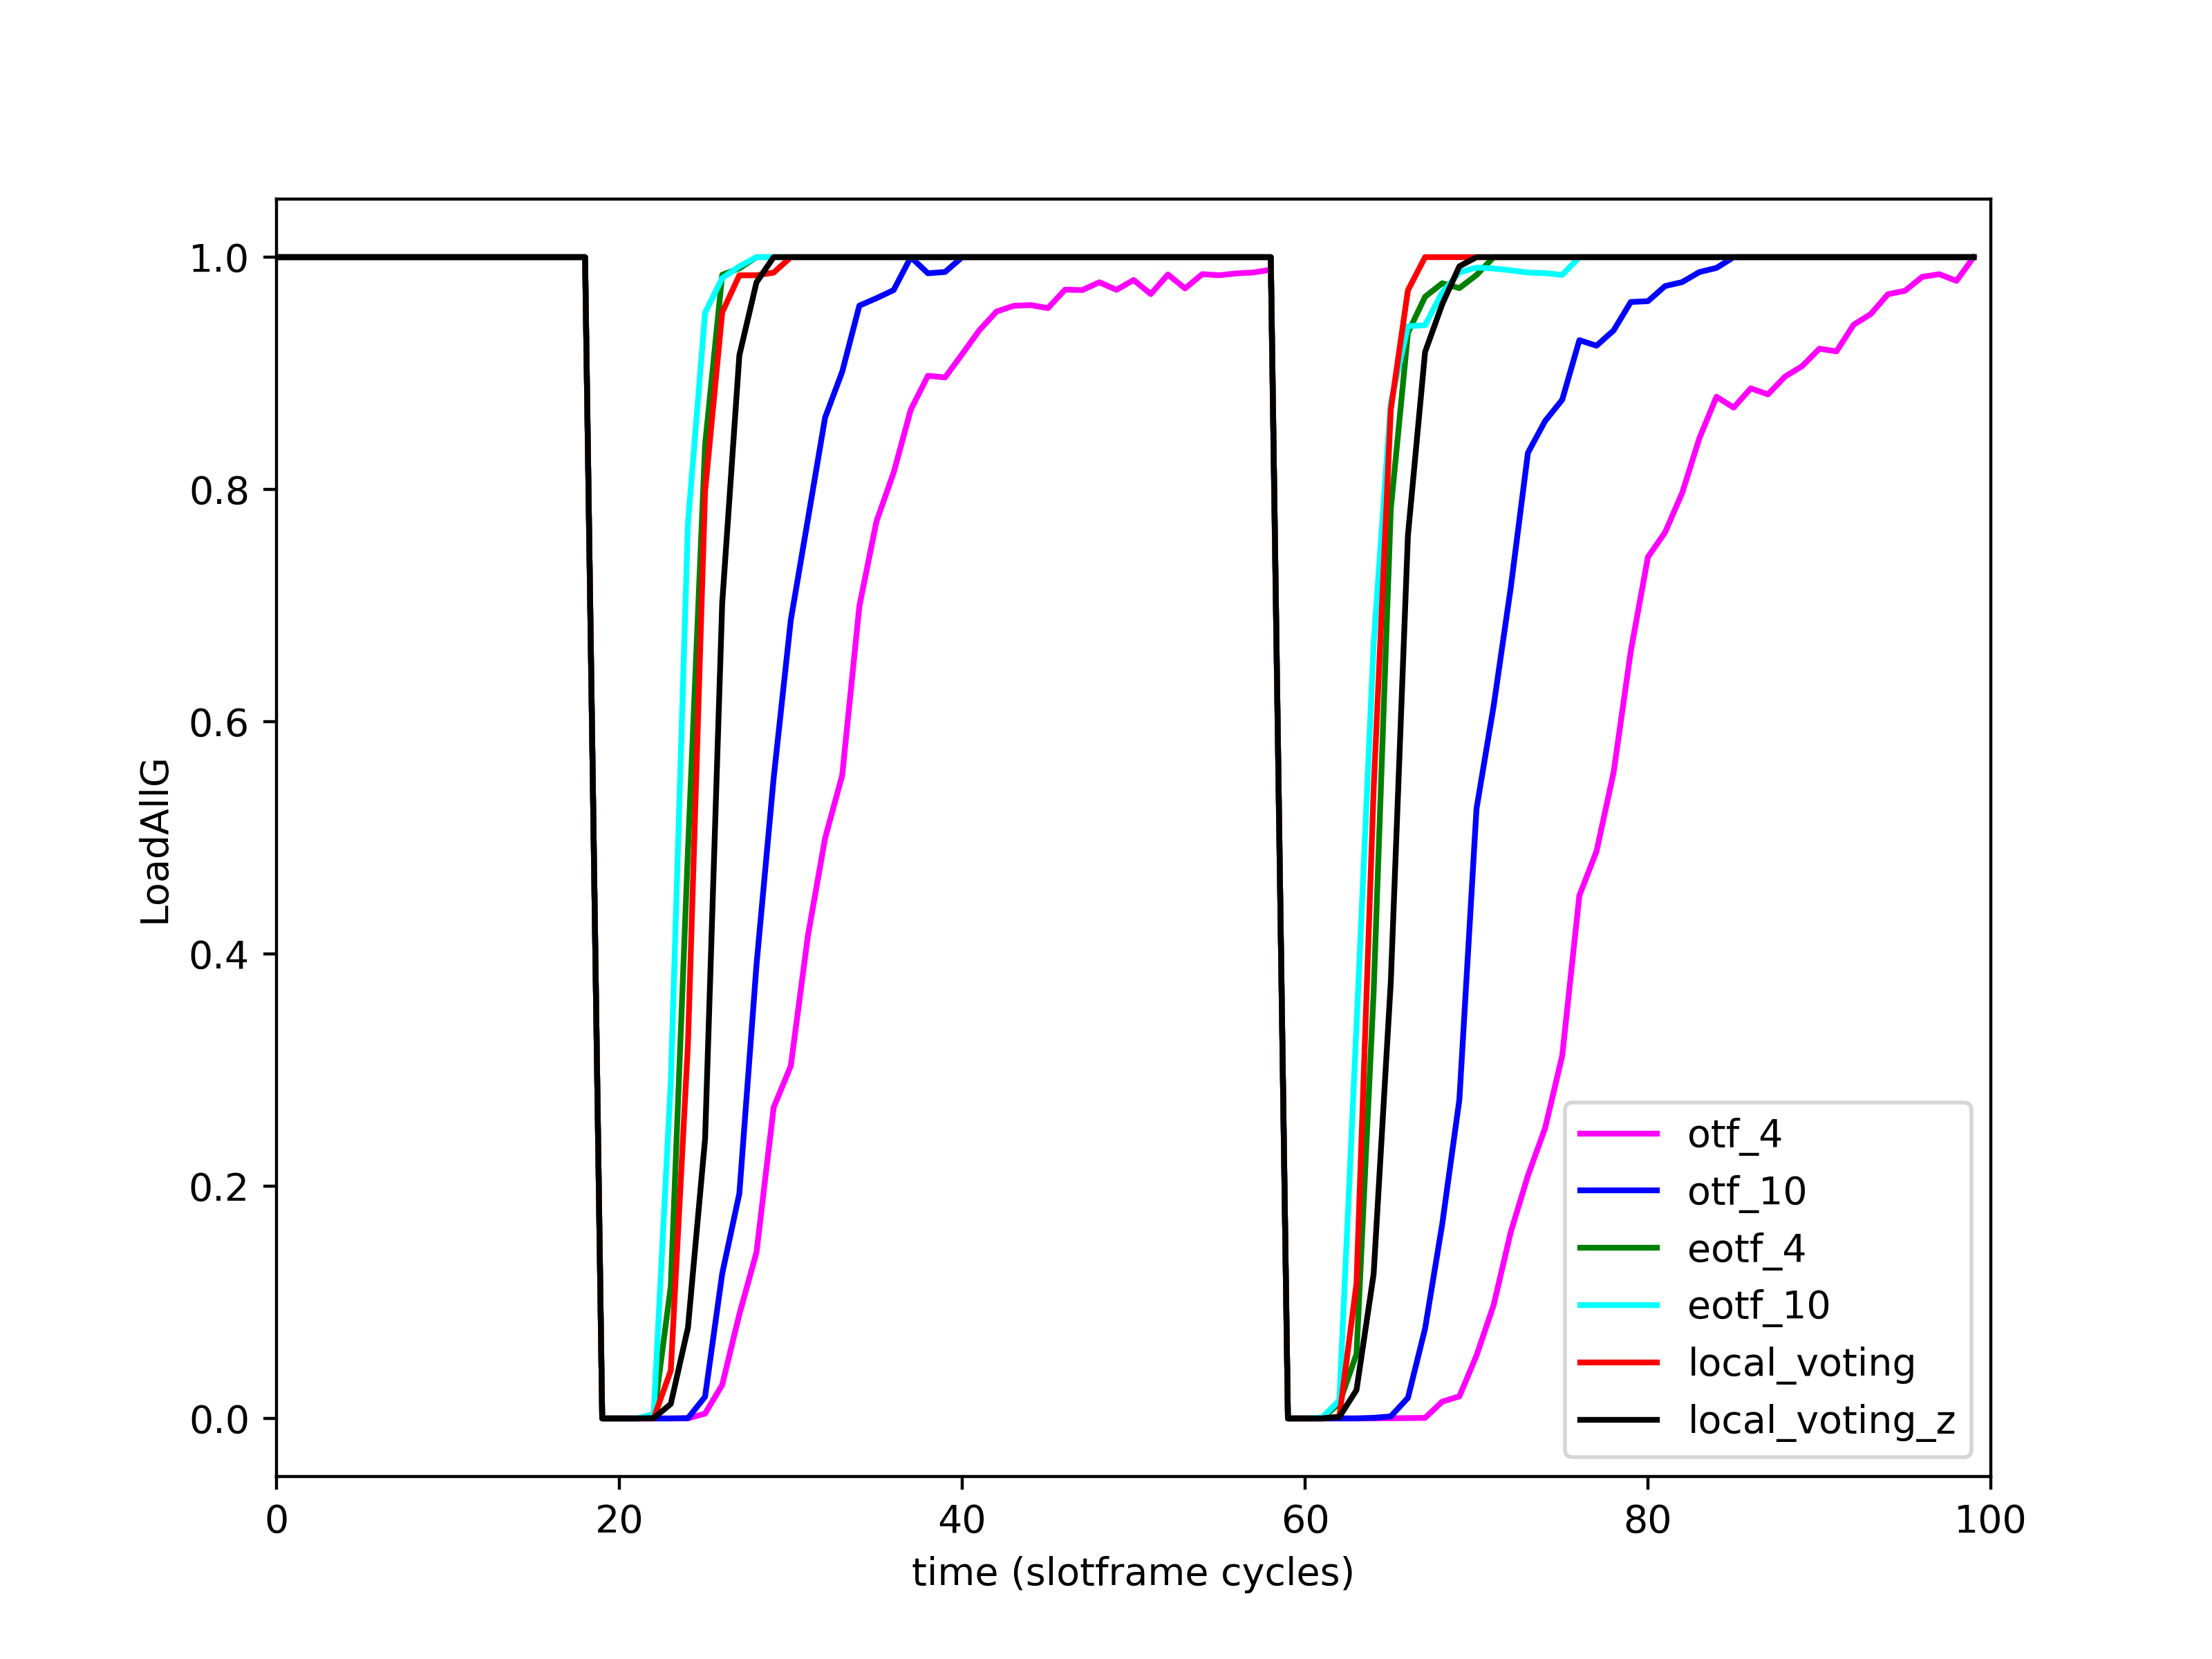 1.0
0.8
0.6
0.4
0.2
0.0
LoadAllG
0 20 40 60 80 100
time (slotframe cycles)
otf_4
otf_10
eotf_4
eotf_10
local_voting
local_voting_z